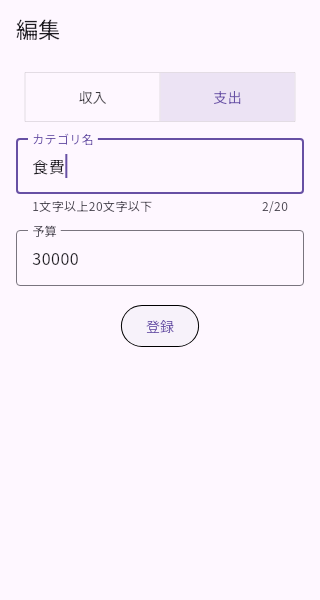 編集
収入 支出
カテゴリ名
食費
1文字以上20文字以下 2/20
予算
30000
登録